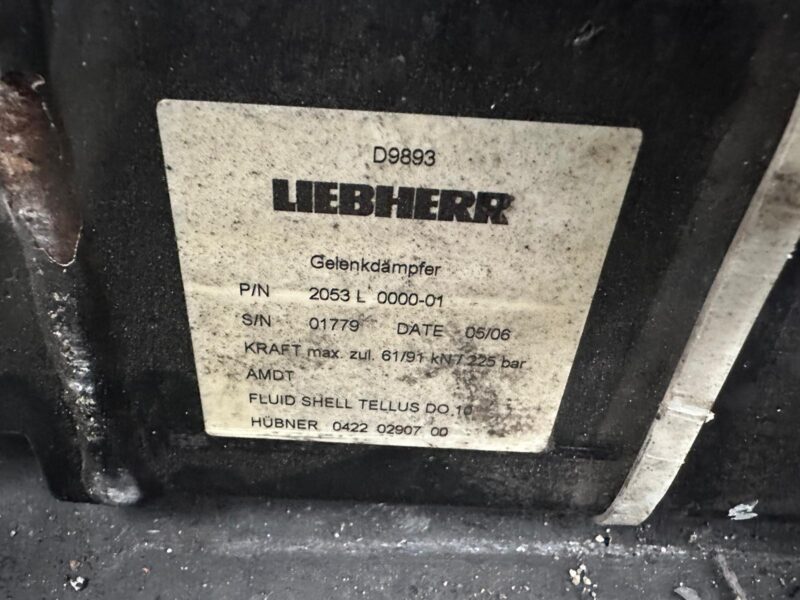 D9893
LIEBHERR
Gelenkdämpfer
P/N 2053 L 0000-01
S/N 01779 DATE 05/06
KRAFT max. zul. 61/91 kN / 225 bar
AMDT
FLUID SHELL TELLUS DO.10
HÜBNER 0422 02907 00